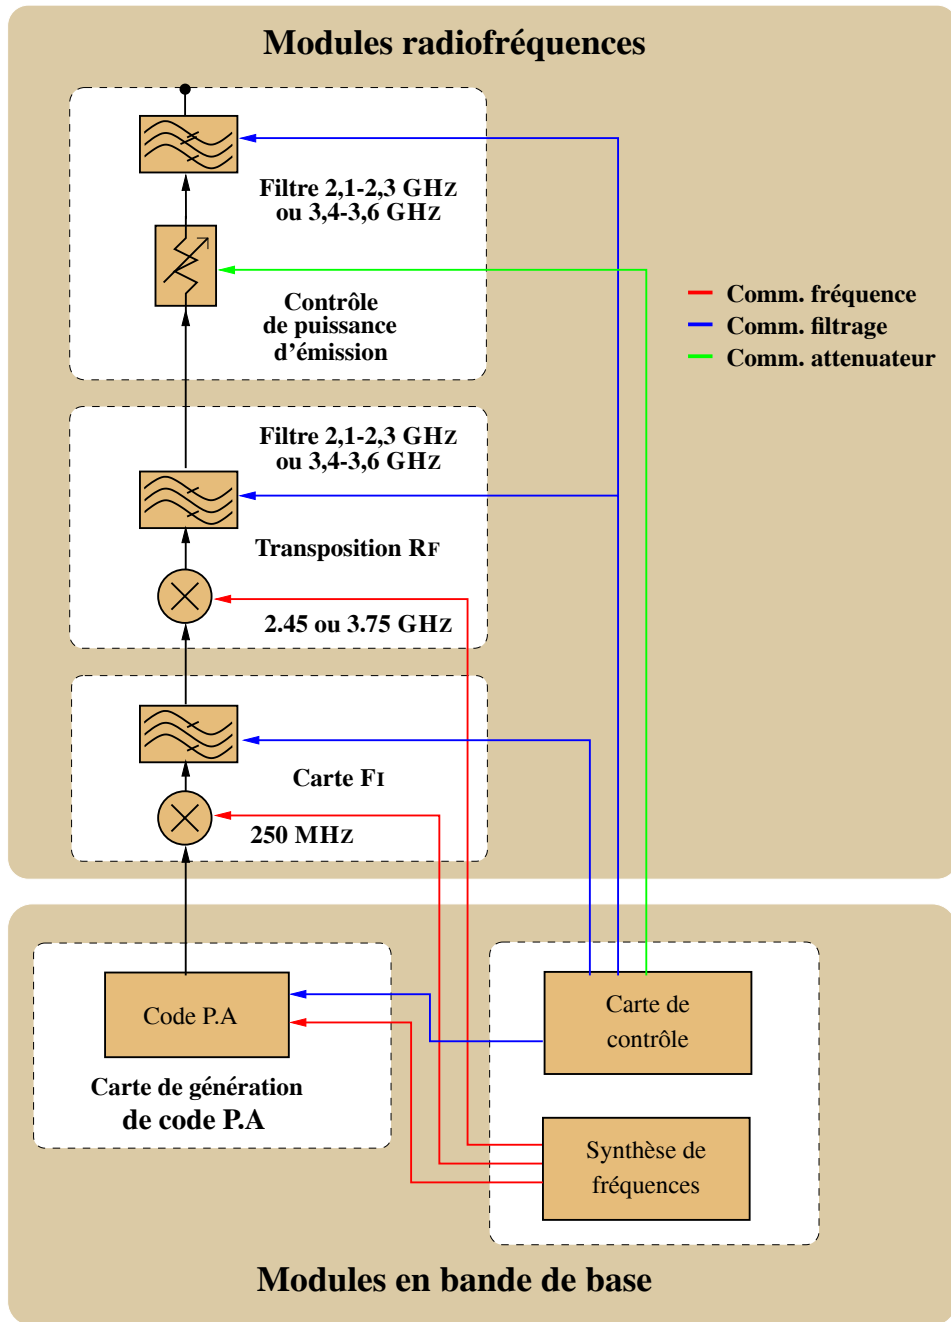 Modules radiofréquences
Filtre 2,1-2,3 GHz
ou 3,4-3,6 GHz
Contrôle
de puissance
d'émission
Comm. fréquence
Comm. filtrage
Comm. attenuateur
Filtre 2,1-2,3 GHz
ou 3,4-3,6 GHz
Transposition RF
2.45 ou 3.75 GHz
Carte FI
250 MHz
Code P.A
Carte de génération
de code P.A
Carte de
contrôle
Synthèse de
fréquences
Modules en bande de base